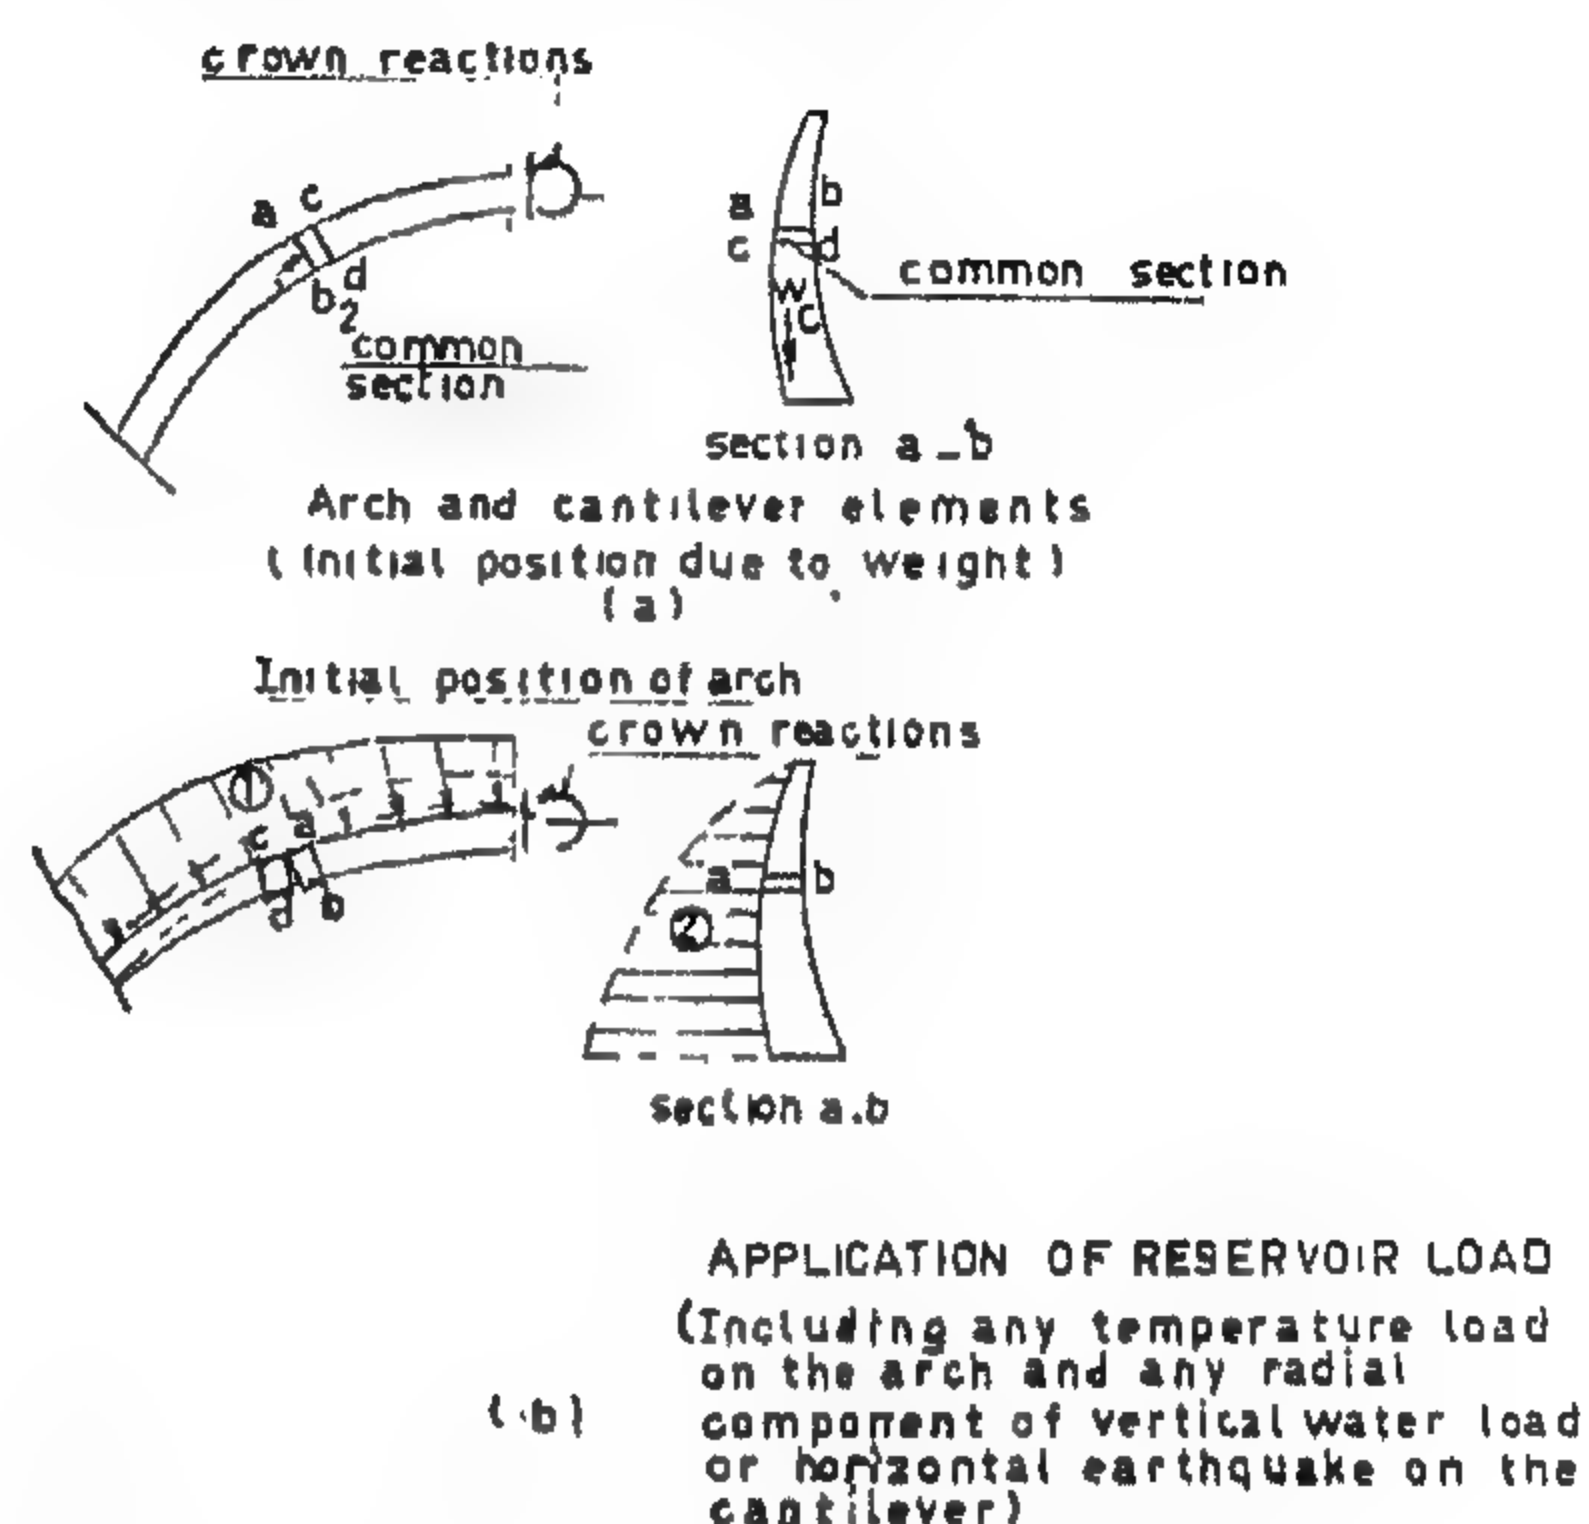 crown reactions
a c
b d
2
common
section
a b
c d
common section
W
C
section a-b
Arch and cantilever elements
(Initial position due to weight)
(a)
Initial position of arch
crown reactions
1
c a
d b
a b
2
section a.b
APPLICATION OF RESERVOIR LOAD
(Including any temperature load
on the arch and any radial
component of vertical water load
(b)
or horizontal earthquake on the
cantilever)